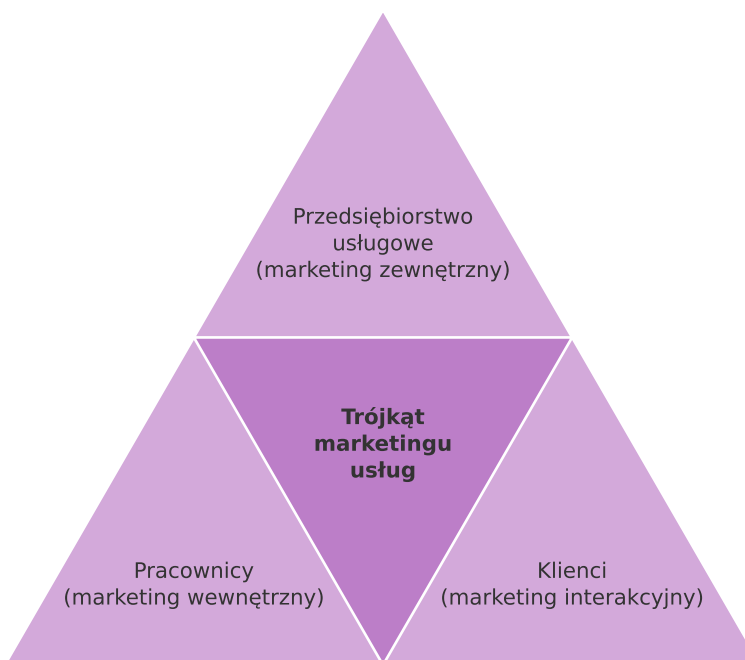 Przedsiębiorstwo
usługowe
(marketing zewnętrzny)
Trójkąt
marketingu
usług
Pracownicy
(marketing wewnętrzny)
Klienci
(marketing interakcyjny)